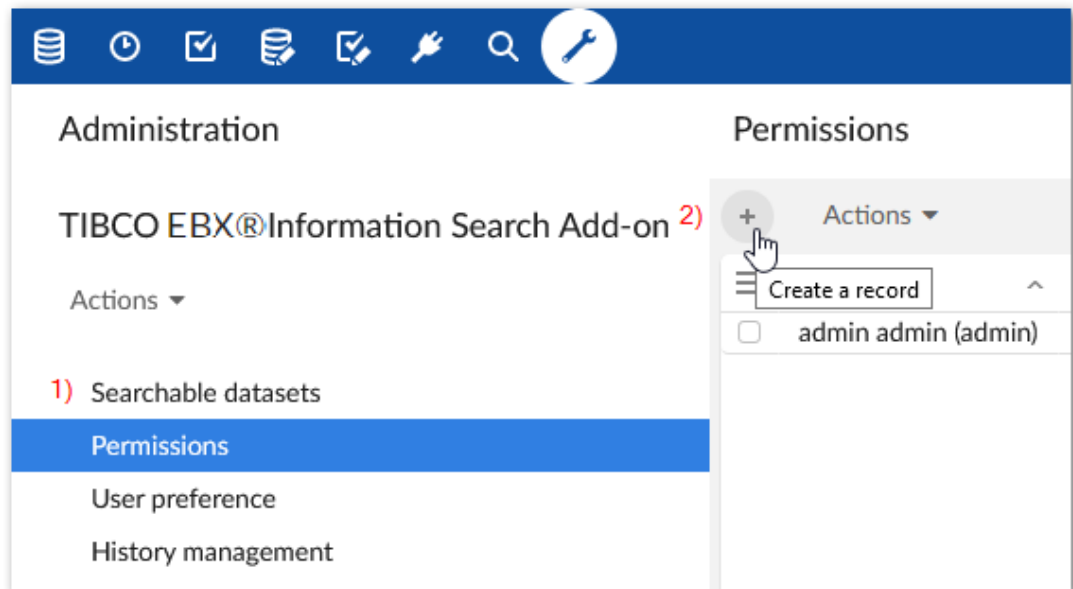 Administration
Permissions
TIBCO EBX®Information Search Add-on 2)
+ Actions
Actions
Create a record
admin admin (admin)
1) Searchable datasets
Permissions
User preference
History management